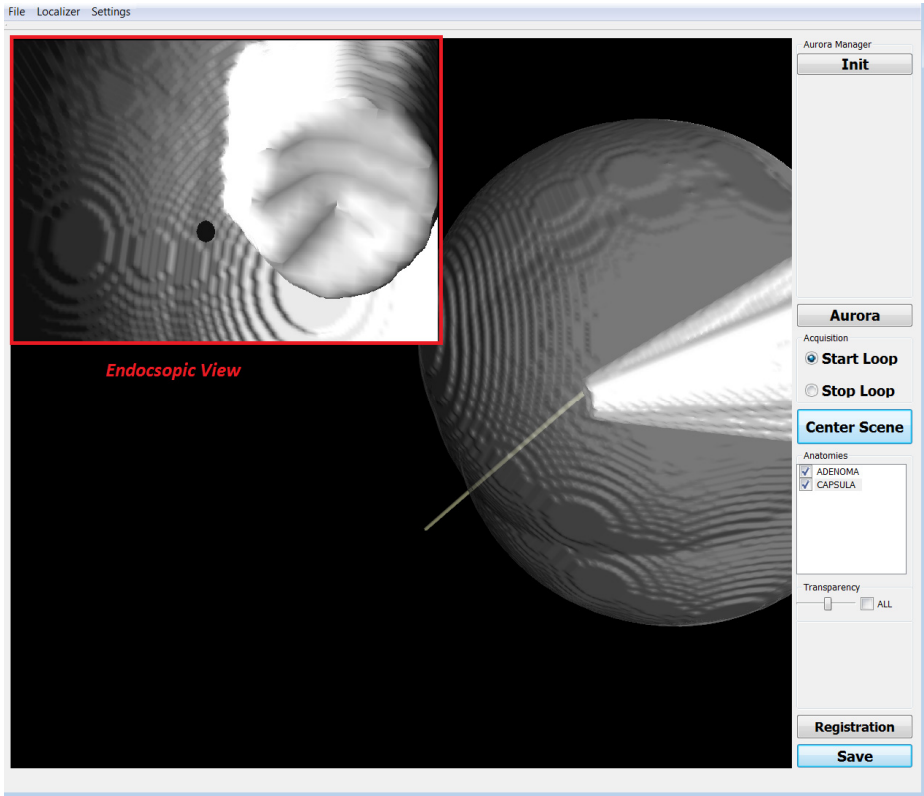 File Localizer Settings
Aurora Manager
Init
Endocsopic View
Aurora
Acquisition
Start Loop
Stop Loop
Center Scene
Anatomies
ADENOMA
CAPSULA
Transparency
ALL
Registration
Save